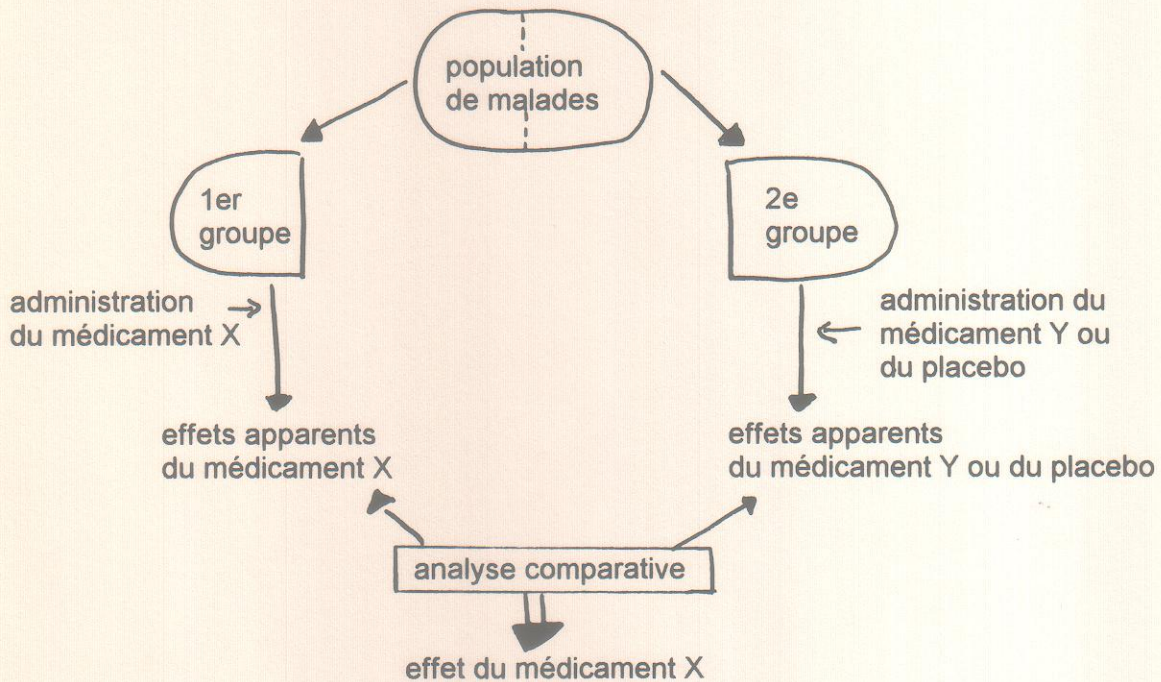 population
de malades
1er
groupe
2e
groupe
administration
du médicament X
administration du
médicament Y ou
du placebo
effets apparents
du médicament X
effets apparents
du médicament Y ou du placebo
analyse comparative
effet du médicament X